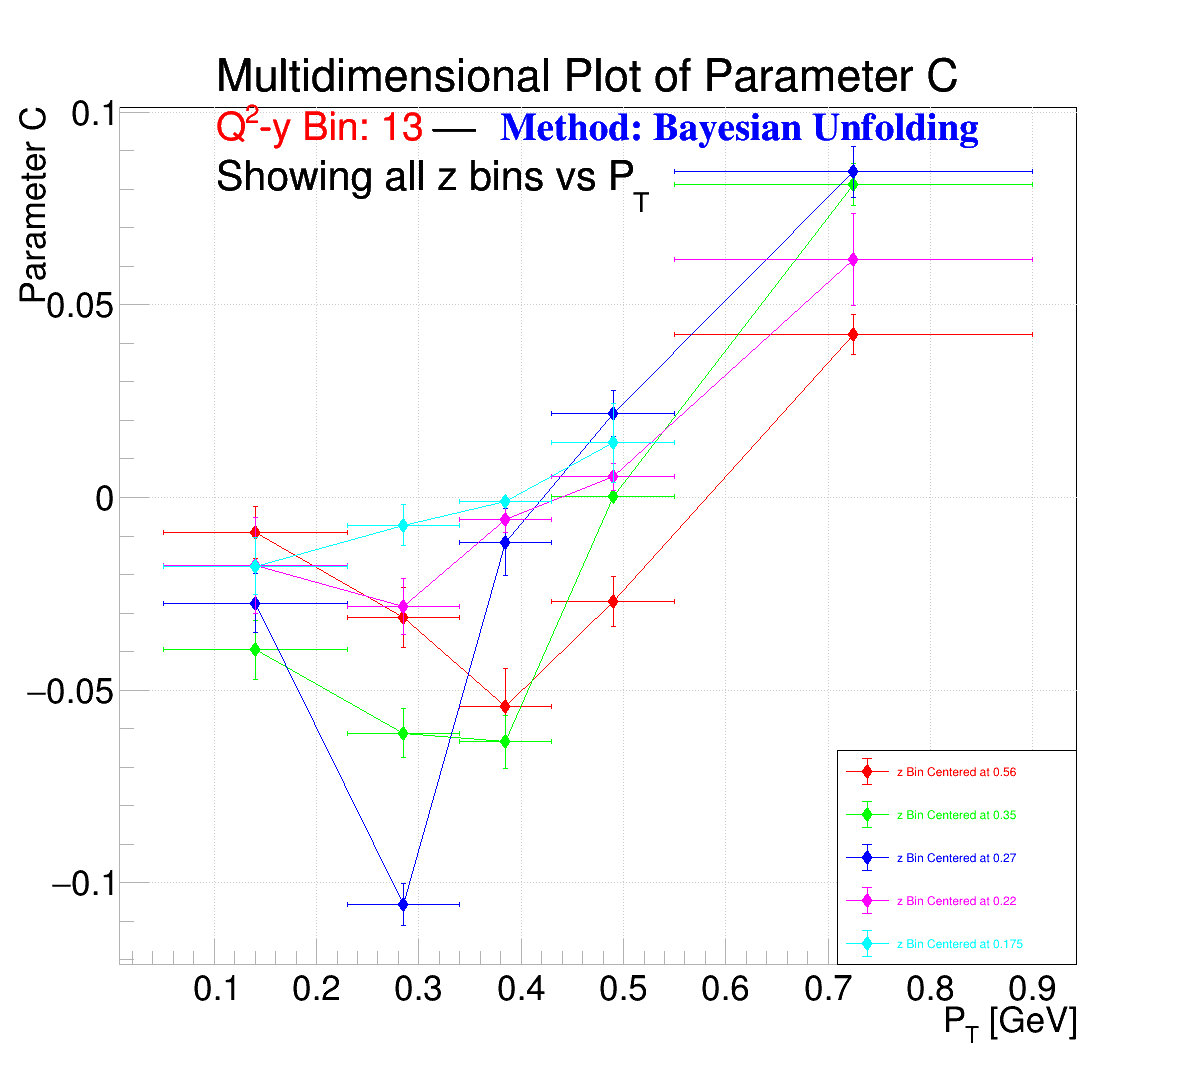 Multidimensional Plot of Parameter C
Q²-y Bin: 13 — Method: Bayesian Unfolding
Showing all z bins vs P_T
Parameter C
0.1
0.05
0
−0.05
−0.1
z Bin Centered at 0.56
z Bin Centered at 0.35
z Bin Centered at 0.27
z Bin Centered at 0.22
z Bin Centered at 0.175
0.1 0.2 0.3 0.4 0.5 0.6 0.7 0.8 0.9
P_T [GeV]